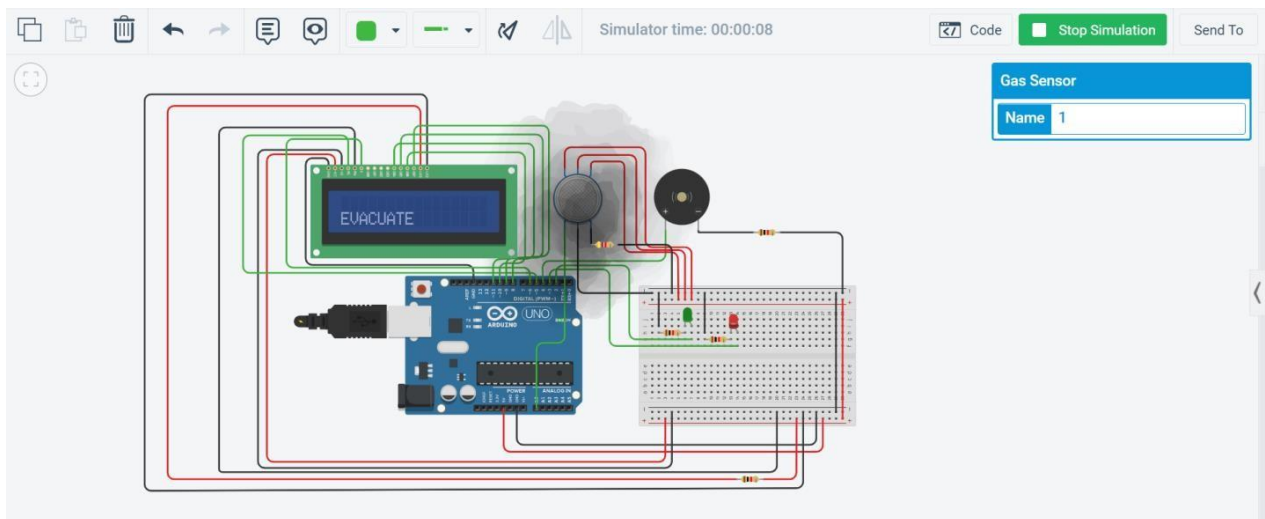 Simulator time: 00:00:08
Code
Stop Simulation
Send To
Gas Sensor
Name 1
EVACUATE
DIGITAL (PWM~)
UNO
ARDUINO
POWER
ANALOG IN